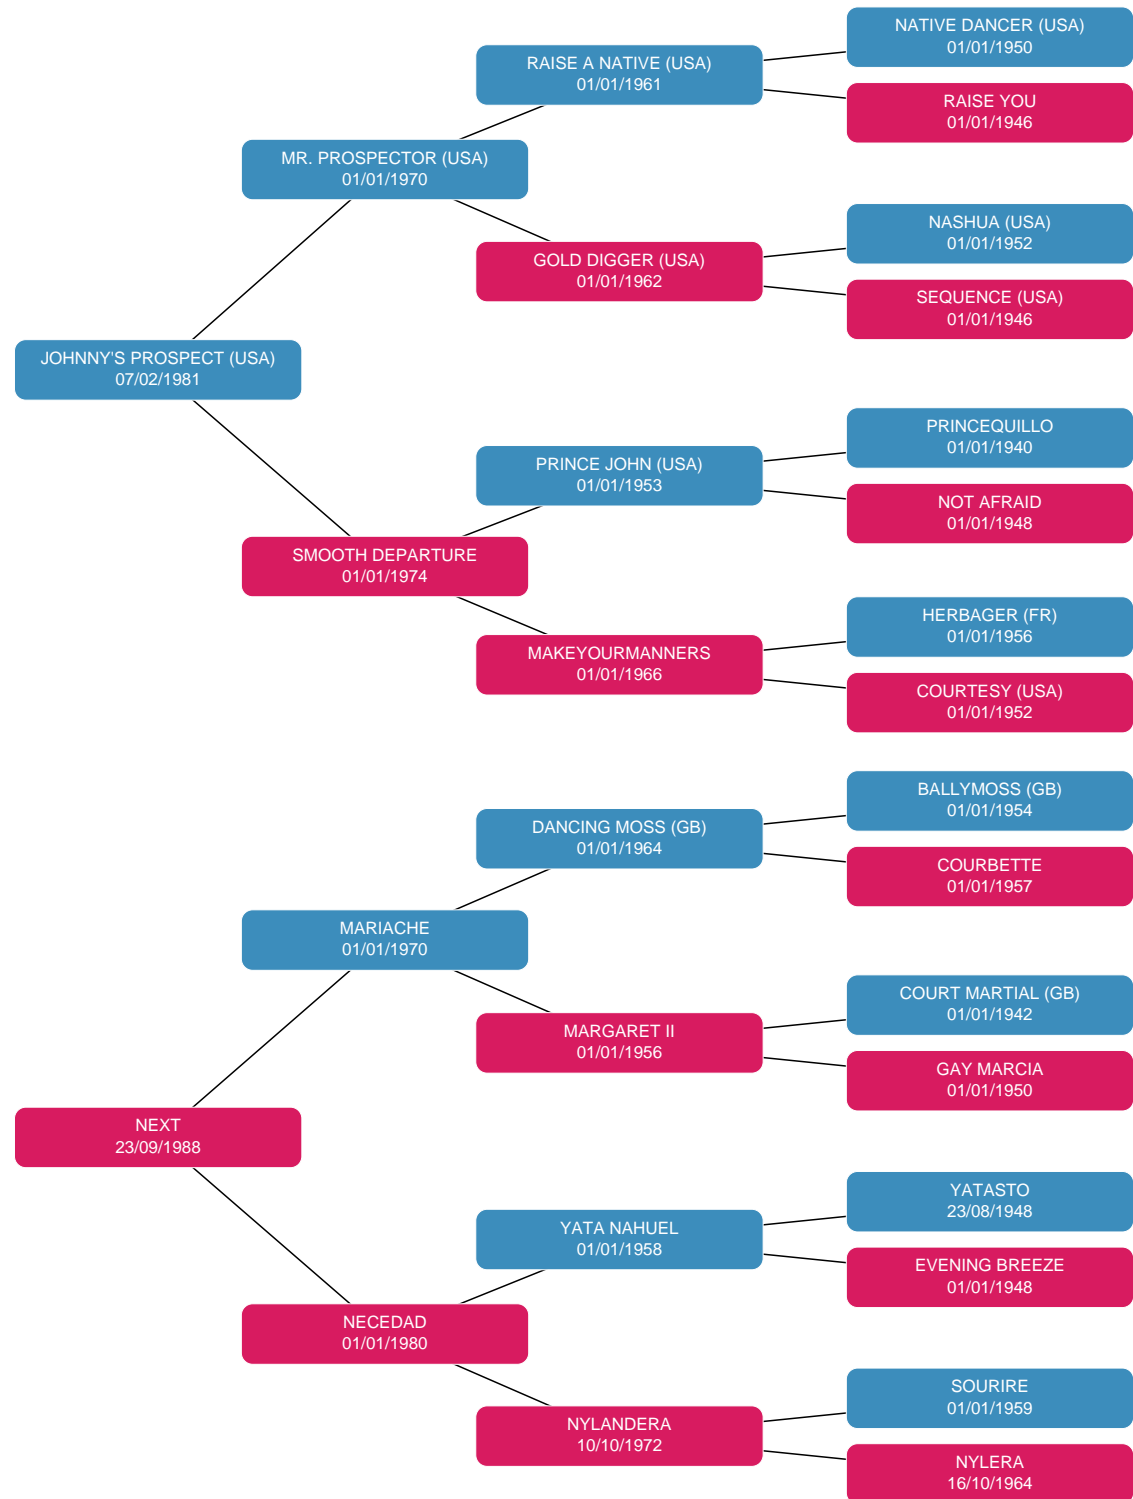 NATIVE DANCER (USA)
01/01/1950
RAISE A NATIVE (USA)
01/01/1961
RAISE YOU
01/01/1946
MR. PROSPECTOR (USA)
01/01/1970
NASHUA (USA)
01/01/1952
GOLD DIGGER (USA)
01/01/1962
SEQUENCE (USA)
01/01/1946
JOHNNY'S PROSPECT (USA)
07/02/1981
PRINCEQUILLO
01/01/1940
PRINCE JOHN (USA)
01/01/1953
NOT AFRAID
01/01/1948
SMOOTH DEPARTURE
01/01/1974
HERBAGER (FR)
01/01/1956
MAKEYOURMANNERS
01/01/1966
COURTESY (USA)
01/01/1952
BALLYMOSS (GB)
01/01/1954
DANCING MOSS (GB)
01/01/1964
COURBETTE
01/01/1957
MARIACHE
01/01/1970
COURT MARTIAL (GB)
01/01/1942
MARGARET II
01/01/1956
GAY MARCIA
01/01/1950
NEXT
23/09/1988
YATASTO
23/08/1948
YATA NAHUEL
01/01/1958
EVENING BREEZE
01/01/1948
NECEDAD
01/01/1980
SOURIRE
01/01/1959
NYLANDERA
10/10/1972
NYLERA
16/10/1964